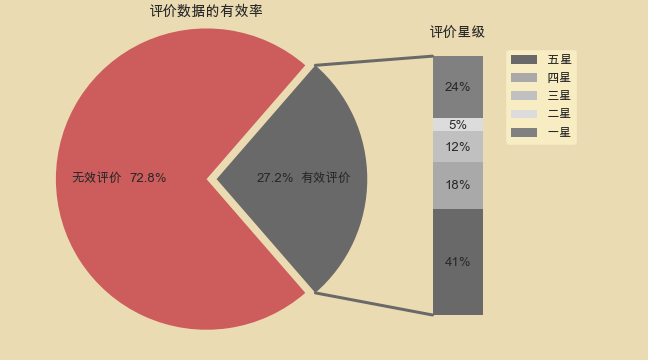 评价数据的有效率
无效评价 72.8%
27.2% 有效评价
评价星级
24%
5%
12%
18%
41%
五星
四星
三星
二星
一星